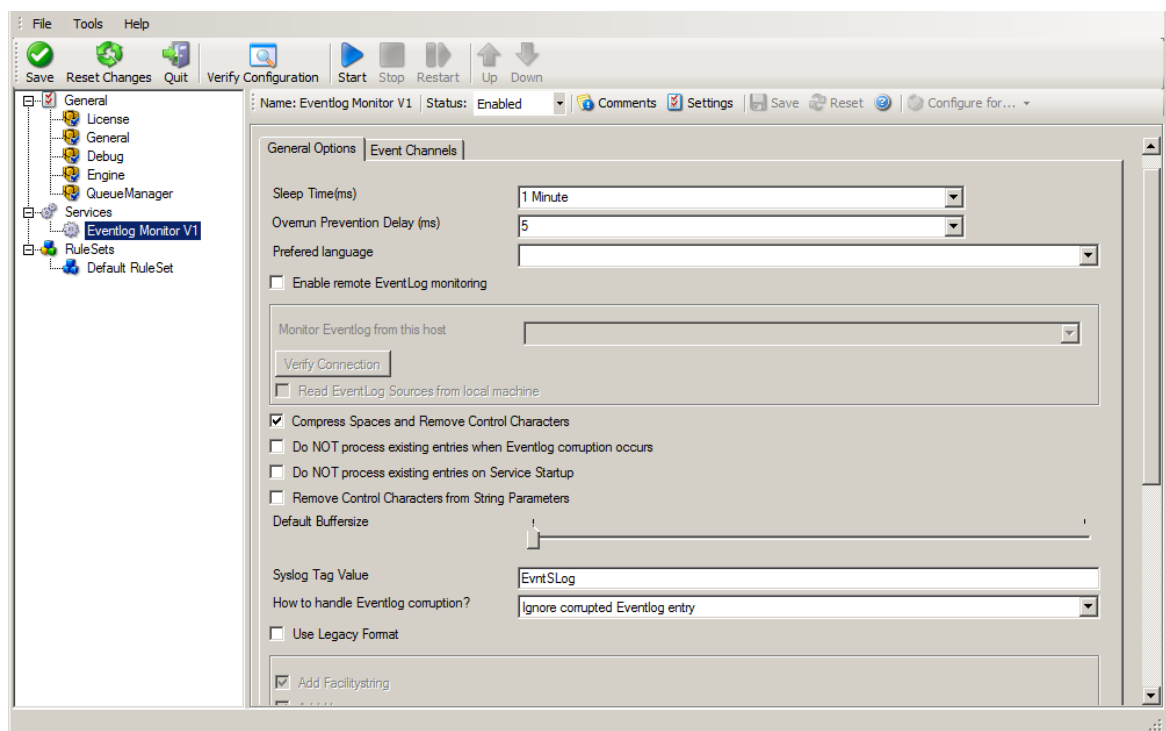 File Tools Help
Save Reset Changes Quit Verify Configuration Start Stop Restart Up Down
General
License
General
Debug
Engine
QueueManager
Services
Eventlog Monitor V1
RuleSets
Default RuleSet
Name: Eventlog Monitor V1 Status: Enabled Comments Settings Save Reset Configure for...
General Options Event Channels
Sleep Time(ms) 1 Minute
Overrun Prevention Delay (ms) 5
Prefered language
Enable remote EventLog monitoring
Monitor Eventlog from this host
Verify Connection
Read EventLog Sources from local machine
Compress Spaces and Remove Control Characters
Do NOT process existing entries when Eventlog corruption occurs
Do NOT process existing entries on Service Startup
Remove Control Characters from String Parameters
Default Buffersize
Syslog Tag Value EvntSLog
How to handle Eventlog corruption? Ignore corrupted Eventlog entry
Use Legacy Format
Add Facilitystring